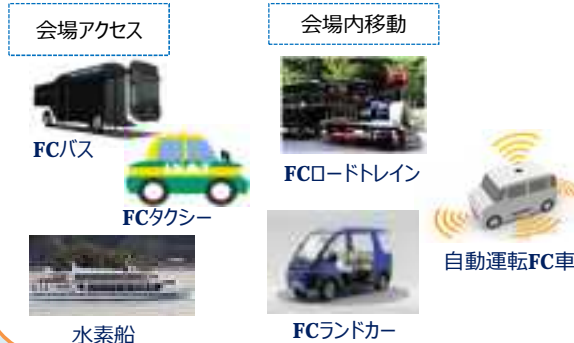 会場アクセス
会場内移動
FCバス
FCタクシー
水素船
FCロードトレイン
FCランドカー
自動運転FC車